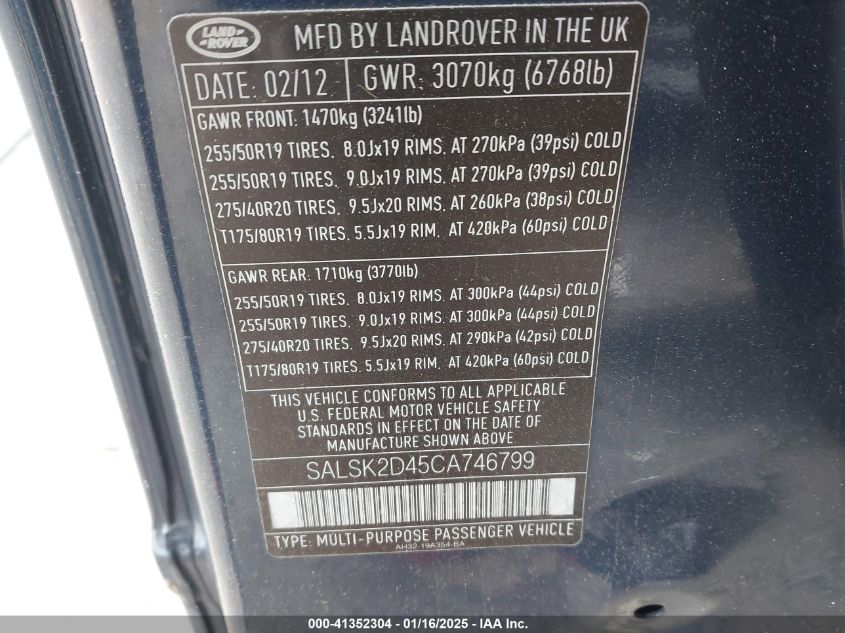 LAND ROVER MFD BY LANDROVER IN THE UK
DATE: 02/12 GWR: 3070kg (6768lb)
GAWR FRONT: 1470kg (3241lb)
255/50R19 TIRES, 8.0Jx19 RIMS, AT 270kPa (39psi) COLD
255/50R19 TIRES, 9.0Jx19 RIMS, AT 270kPa (39psi) COLD
275/40R20 TIRES, 9.5Jx20 RIMS, AT 260kPa (38psi) COLD
T175/80R19 TIRES, 5.5Jx19 RIM, AT 420kPa (60psi) COLD
GAWR REAR: 1710kg (3770lb)
255/50R19 TIRES, 8.0Jx19 RIMS, AT 300kPa (44psi) COLD
255/50R19 TIRES, 9.0Jx19 RIMS, AT 300kPa (44psi) COLD
275/40R20 TIRES, 9.5Jx20 RIMS, AT 290kPa (42psi) COLD
T175/80R19 TIRES, 5.5Jx19 RIM, AT 420kPa (60psi) COLD
THIS VEHICLE CONFORMS TO ALL APPLICABLE
U.S. FEDERAL MOTOR VEHICLE SAFETY
STANDARDS IN EFFECT ON THE DATE OF
MANUFACTURE SHOWN ABOVE.
SALSK2D45CA746799
TYPE: MULTI-PURPOSE PASSENGER VEHICLE
AH32-19A354-BA
000-41352304 - 01/16/2025 - IAA Inc.